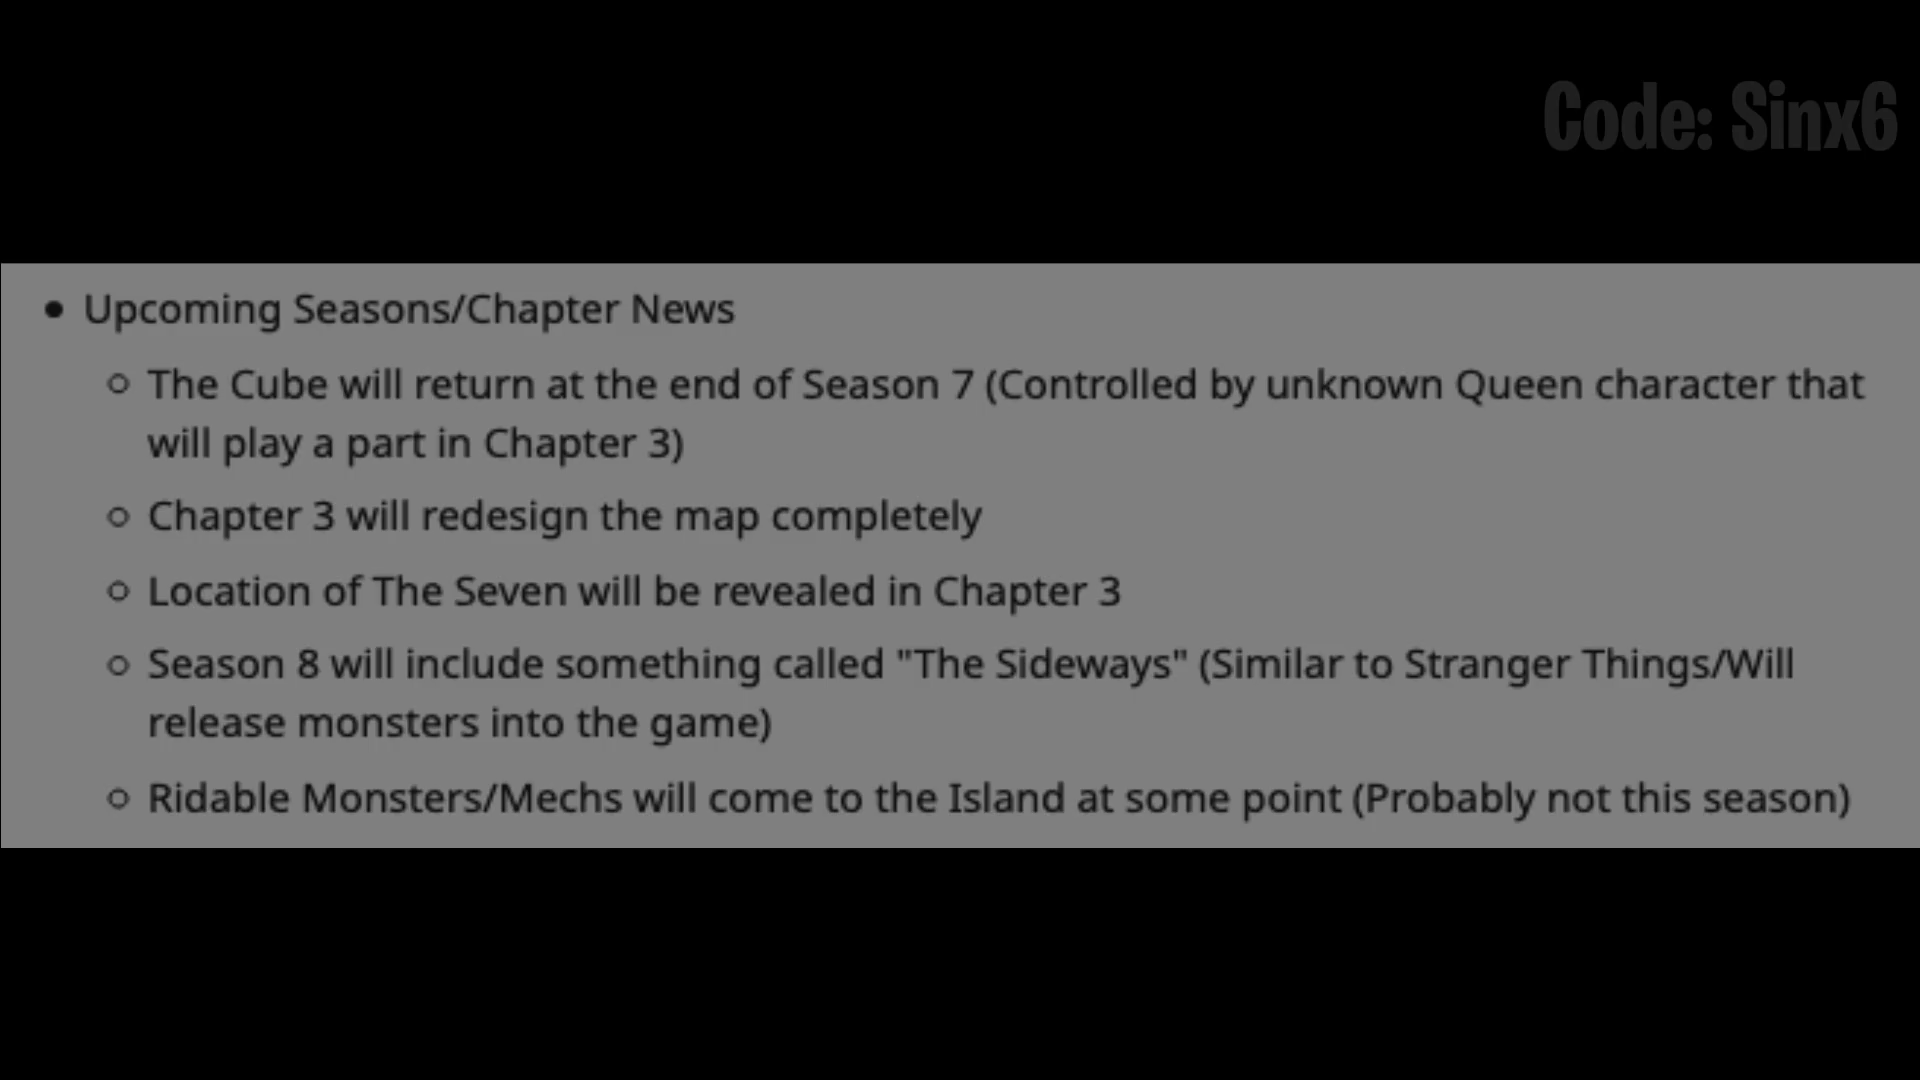 Code: Sinx6
● Upcoming Seasons/Chapter News
○ The Cube will return at the end of Season 7 (Controlled by unknown Queen character that
will play a part in Chapter 3)
○ Chapter 3 will redesign the map completely
○ Location of The Seven will be revealed in Chapter 3
○ Season 8 will include something called "The Sideways" (Similar to Stranger Things/Will
release monsters into the game)
○ Ridable Monsters/Mechs will come to the Island at some point (Probably not this season)